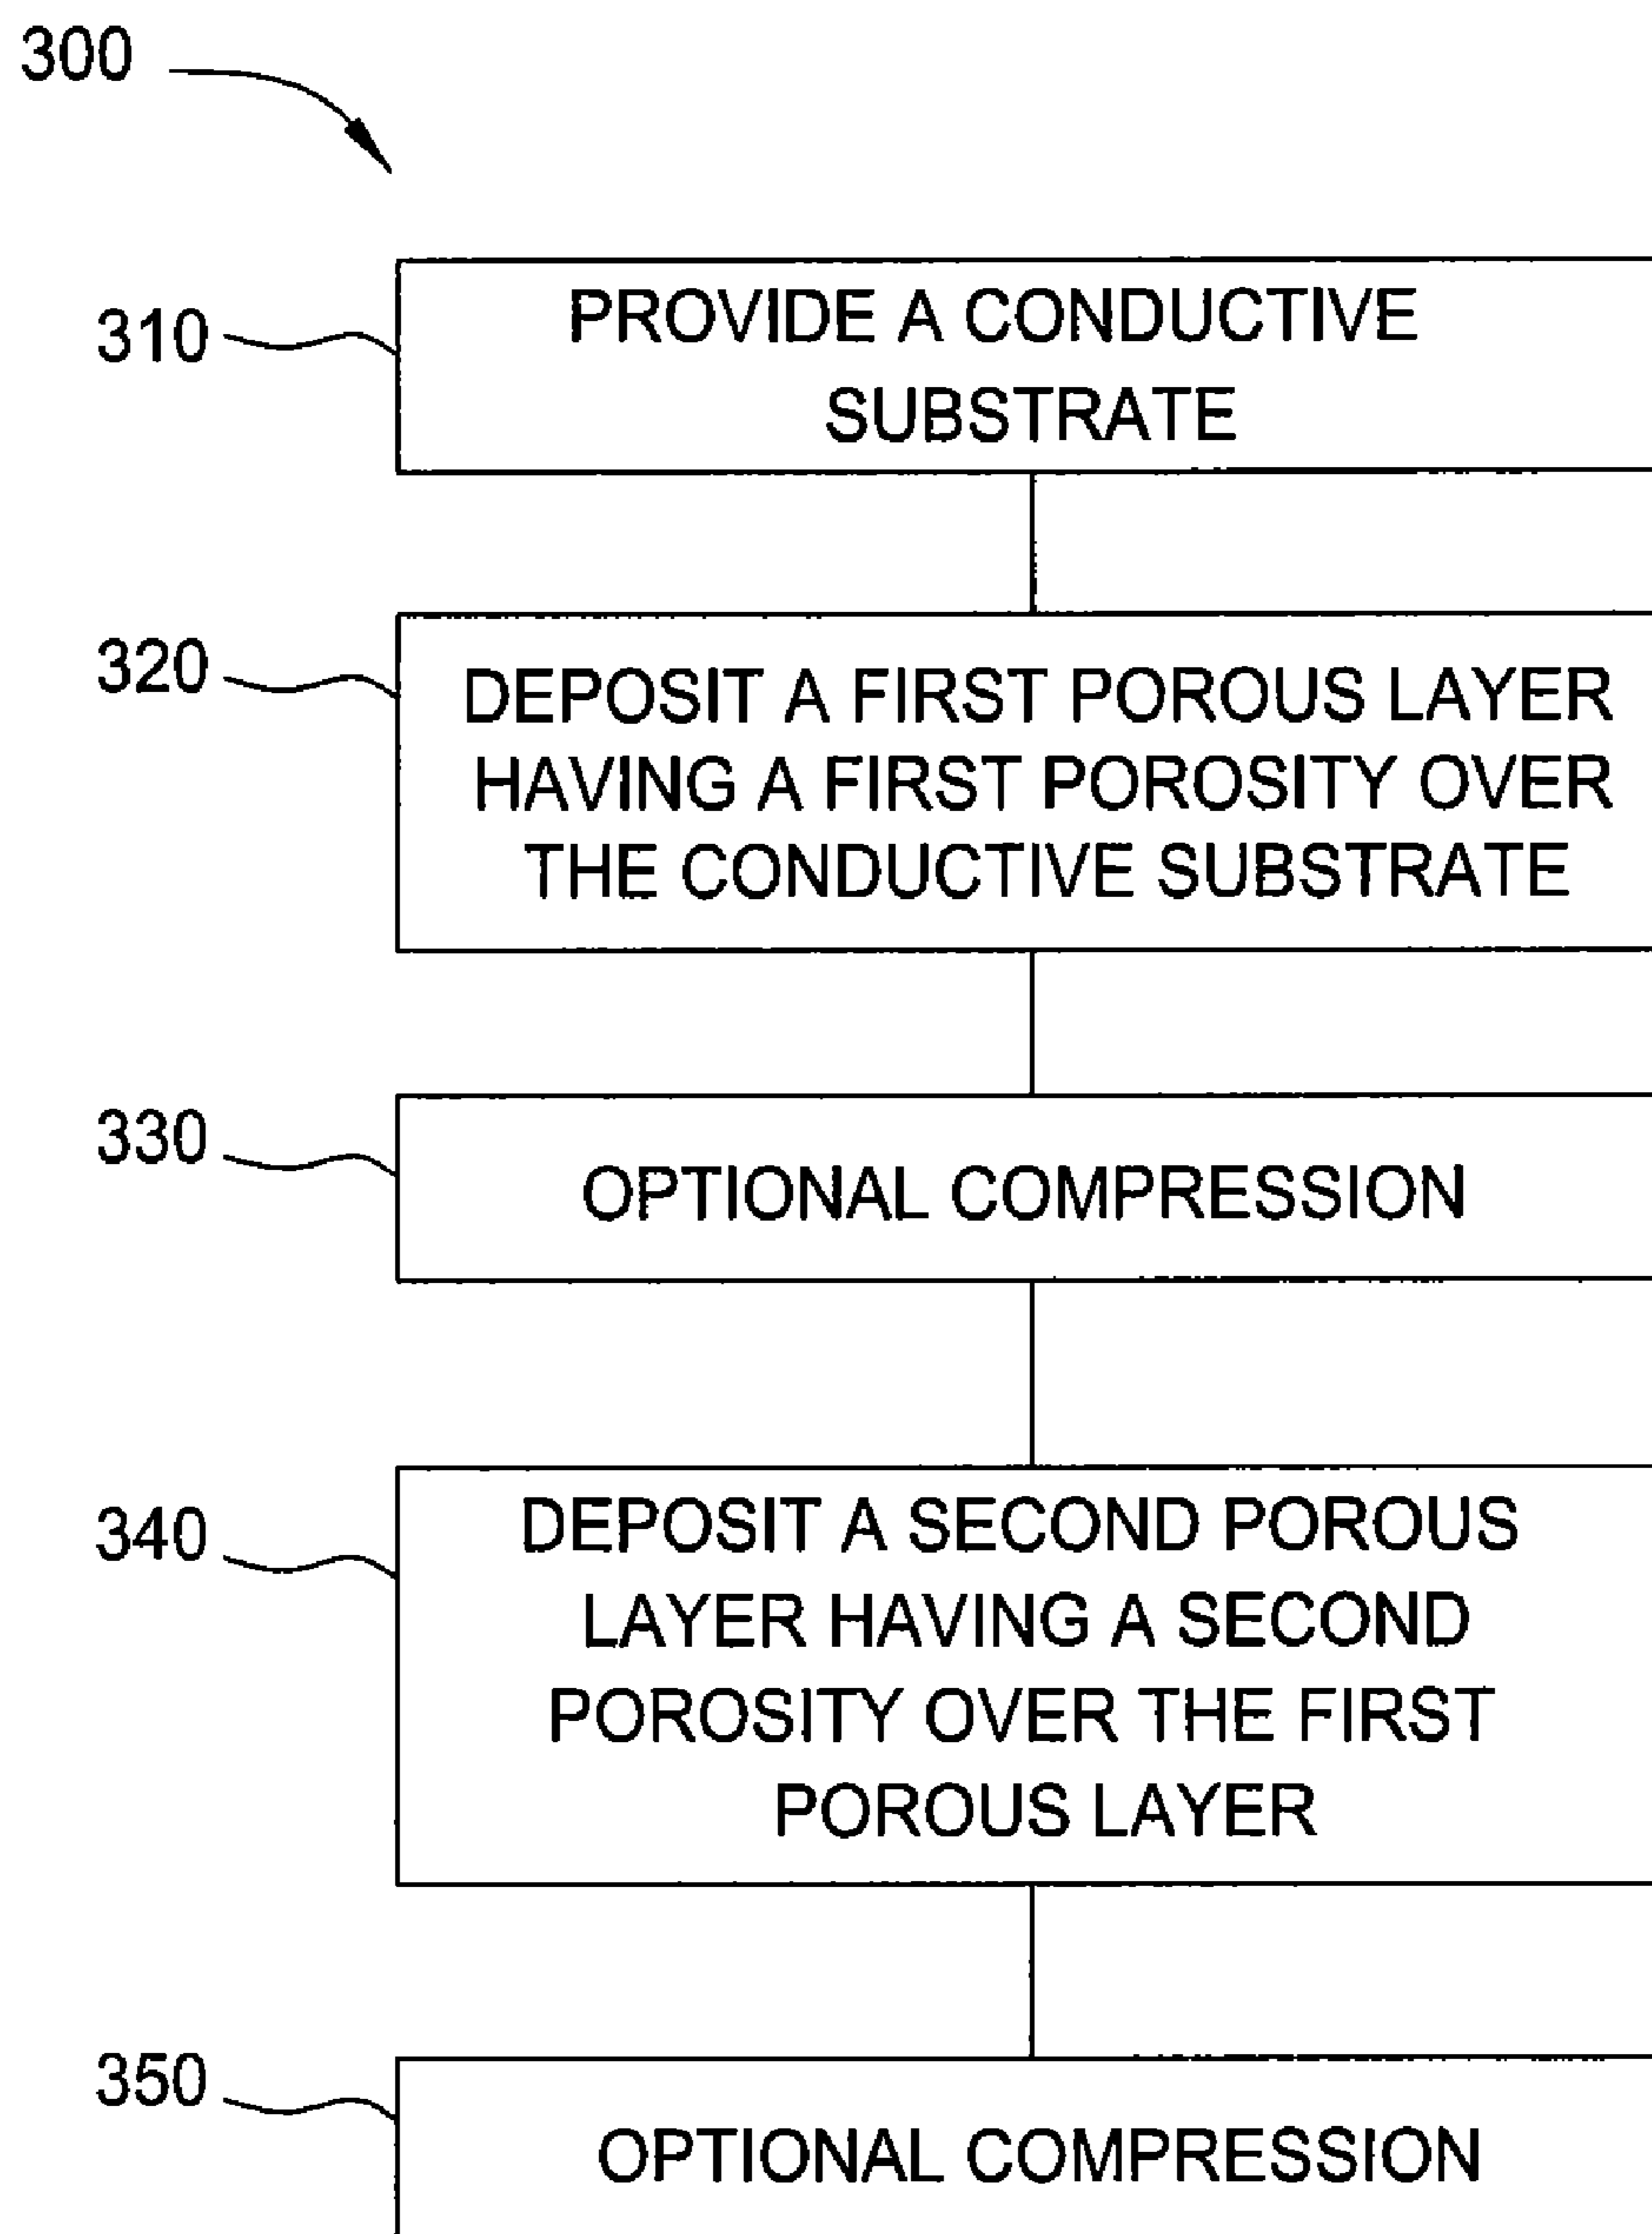 300
310
PROVIDE A CONDUCTIVE
SUBSTRATE
320
DEPOSIT A FIRST POROUS LAYER
HAVING A FIRST POROSITY OVER
THE CONDUCTIVE SUBSTRATE
330
OPTIONAL COMPRESSION
340
DEPOSIT A SECOND POROUS
LAYER HAVING A SECOND
POROSITY OVER THE FIRST
POROUS LAYER
350
OPTIONAL COMPRESSION